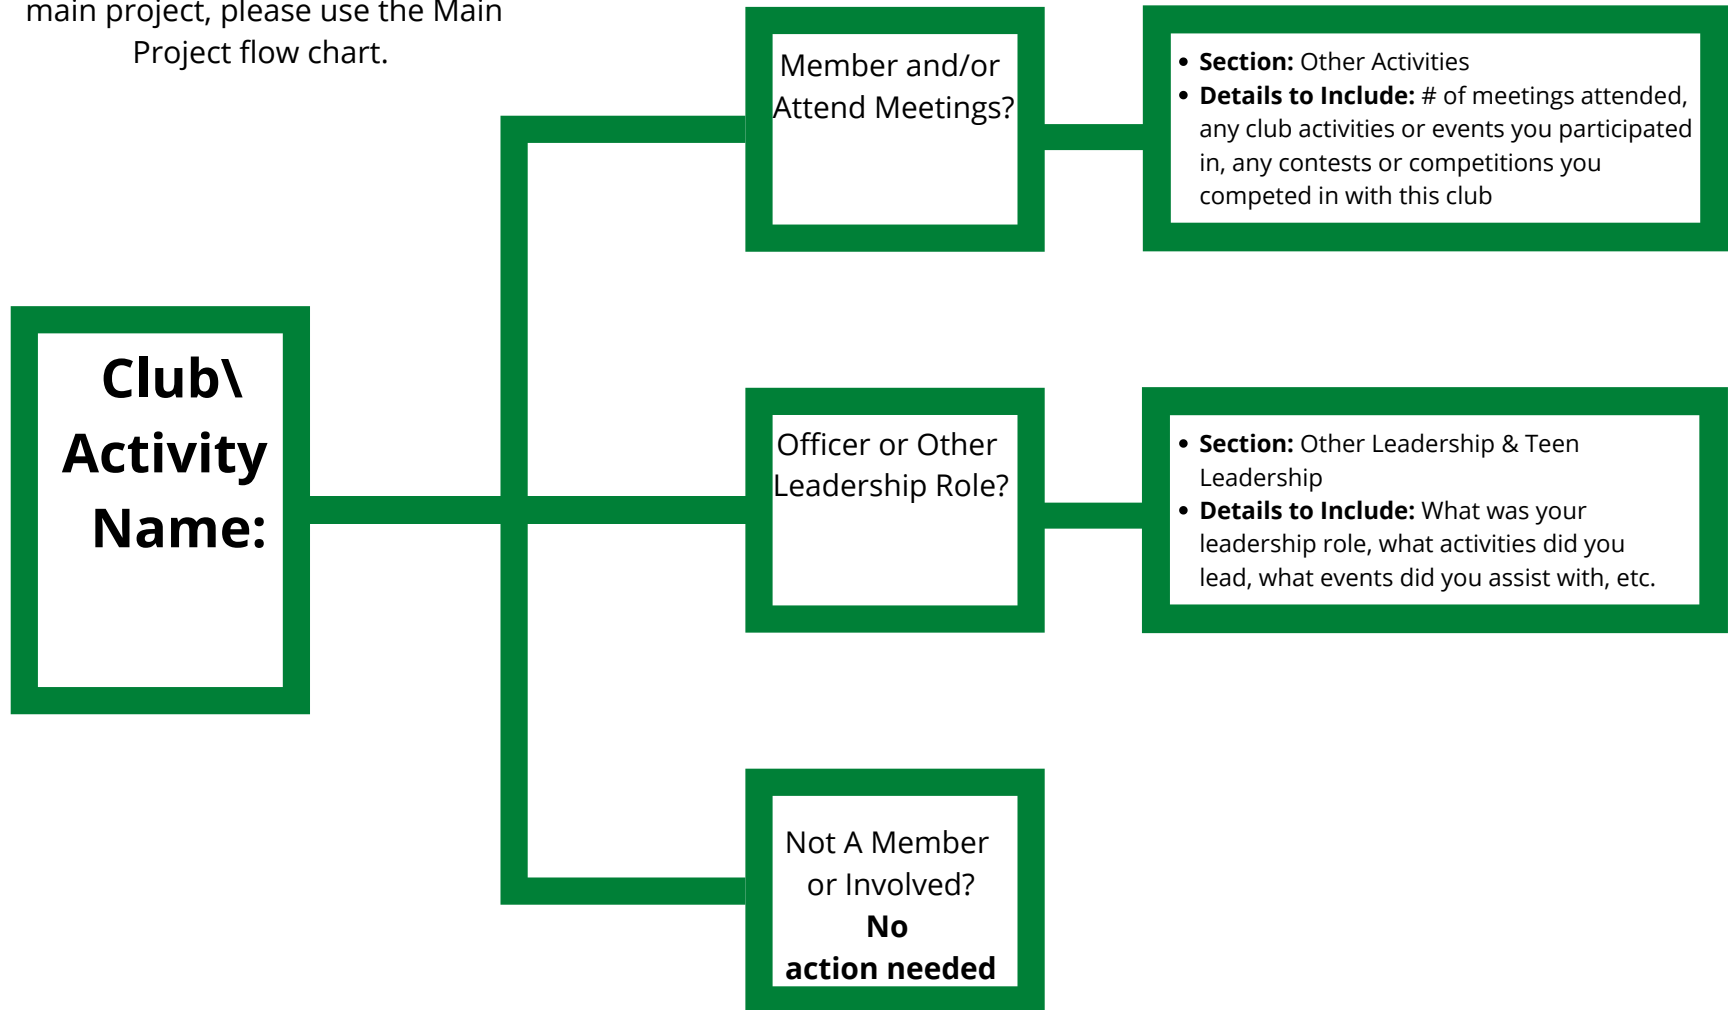 main project, please use the Main
Project flow chart.
Club\
Activity
Name:
Member and/or
Attend Meetings?
• Section: Other Activities
• Details to Include: # of meetings attended,
any club activities or events you participated
in, any contests or competitions you
competed in with this club
Officer or Other
Leadership Role?
• Section: Other Leadership & Teen
Leadership
• Details to Include: What was your
leadership role, what activities did you
lead, what events did you assist with, etc.
Not A Member
or Involved?
No
action needed